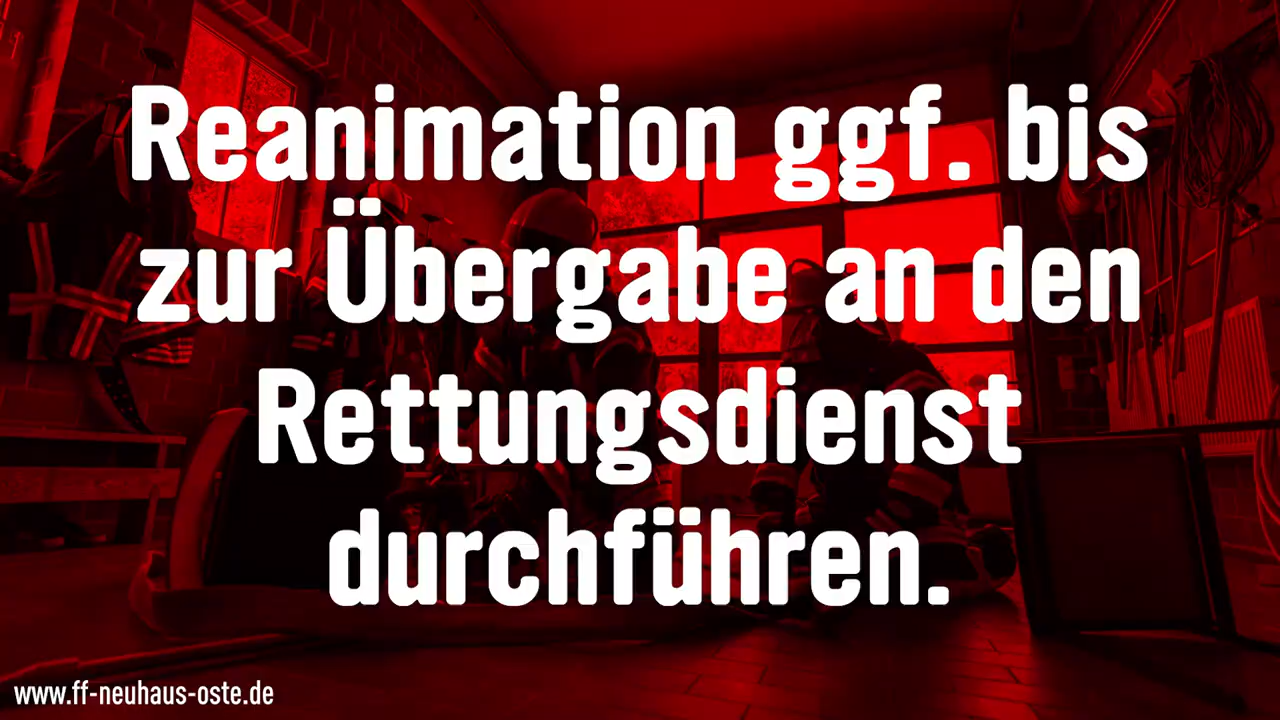 Reanimation ggf. bis
zur Übergabe an den
Rettungsdienst
durchführen.
www.ff-neuhaus-oste.de